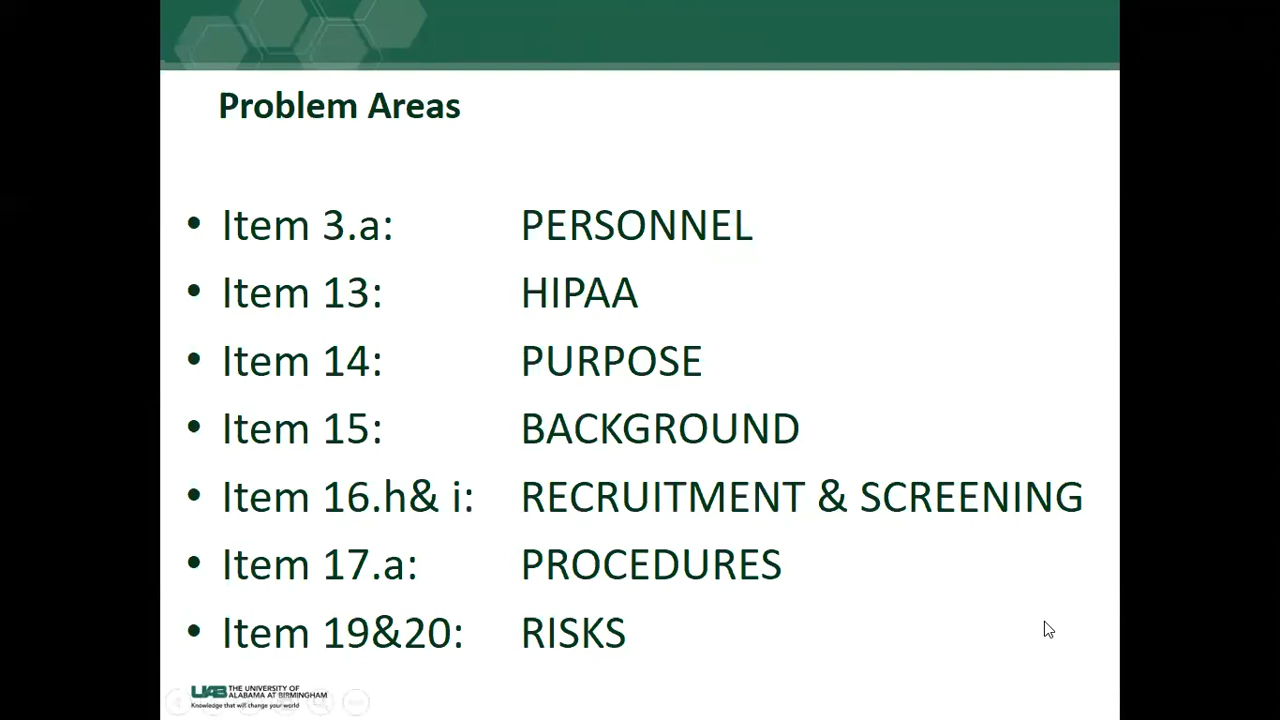 Problem Areas
• Item 3.a: PERSONNEL
• Item 13: HIPAA
• Item 14: PURPOSE
• Item 15: BACKGROUND
• Item 16.h& i: RECRUITMENT & SCREENING
• Item 17.a: PROCEDURES
• Item 19&20: RISKS
UAB THE UNIVERSITY OF
ALABAMA AT BIRMINGHAM
Knowledge that will change your world